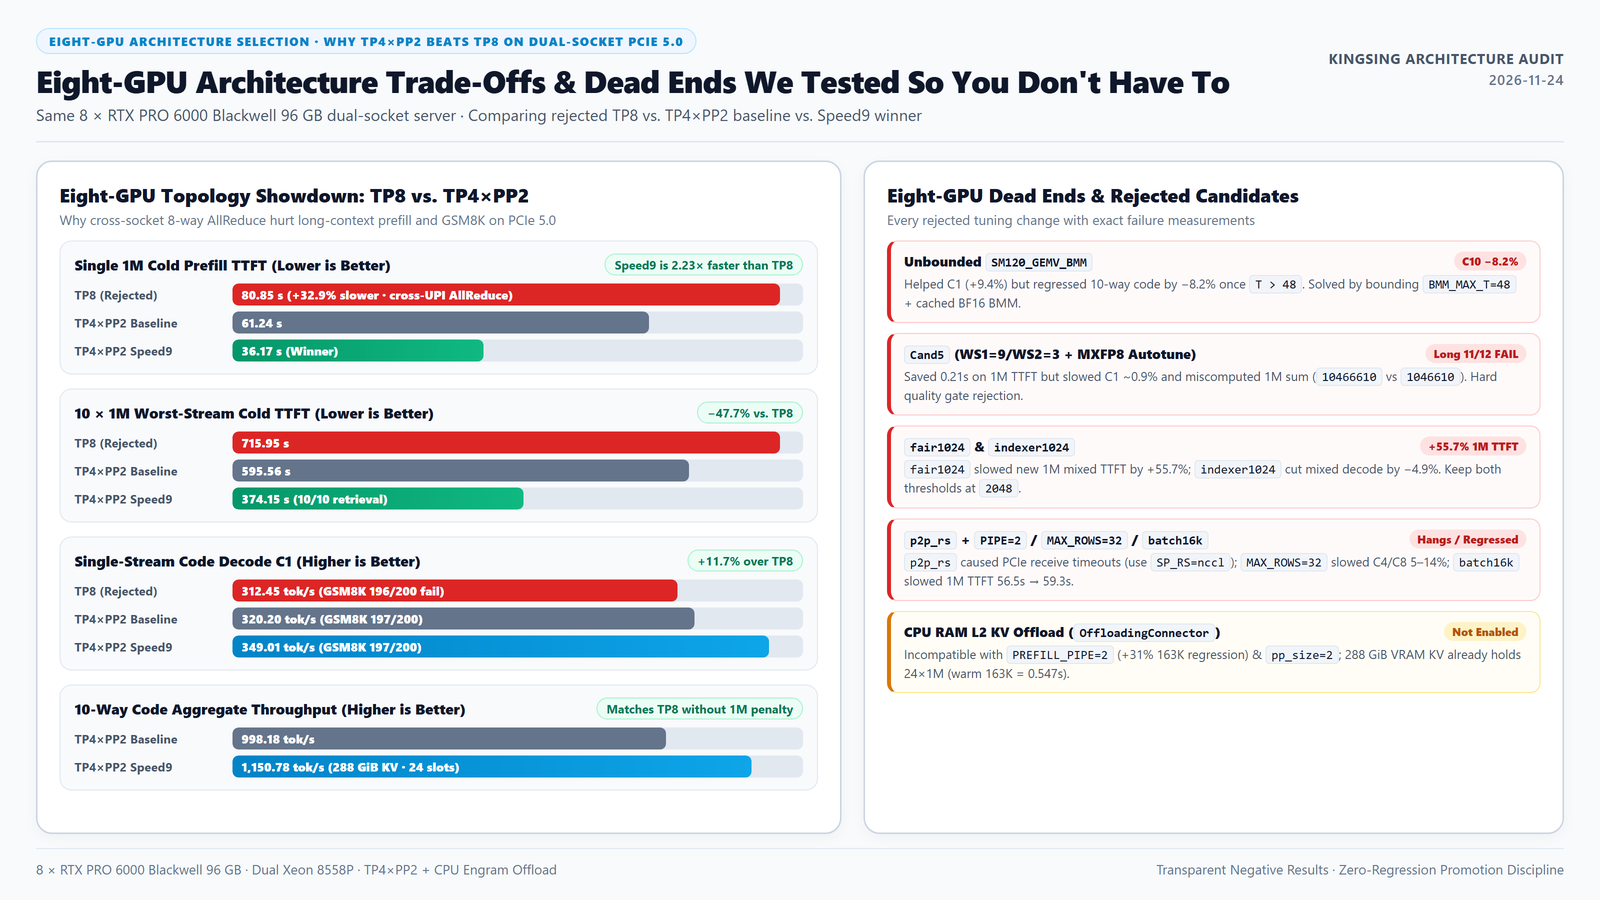 EIGHT-GPU ARCHITECTURE SELECTION · WHY TP4×PP2 BEATS TP8 ON DUAL-SOCKET PCIE 5.0
Eight-GPU Architecture Trade-Offs & Dead Ends We Tested So You Don't Have To
Same 8 × RTX PRO 6000 Blackwell 96 GB dual-socket server · Comparing rejected TP8 vs. TP4×PP2 baseline vs. Speed9 winner
KINGSING ARCHITECTURE AUDIT
2026-11-24
Eight-GPU Topology Showdown: TP8 vs. TP4×PP2
Why cross-socket 8-way AllReduce hurt long-context prefill and GSM8K on PCIe 5.0
Single 1M Cold Prefill TTFT (Lower is Better)
Speed9 is 2.23× faster than TP8
TP8 (Rejected)
80.85 s (+32.9% slower · cross-UPI AllReduce)
TP4×PP2 Baseline
61.24 s
TP4×PP2 Speed9
36.17 s (Winner)
10 × 1M Worst-Stream Cold TTFT (Lower is Better)
−47.7% vs. TP8
TP8 (Rejected)
715.95 s
TP4×PP2 Baseline
595.56 s
TP4×PP2 Speed9
374.15 s (10/10 retrieval)
Single-Stream Code Decode C1 (Higher is Better)
+11.7% over TP8
TP8 (Rejected)
312.45 tok/s (GSM8K 196/200 fail)
TP4×PP2 Baseline
320.20 tok/s (GSM8K 197/200)
TP4×PP2 Speed9
349.01 tok/s (GSM8K 197/200)
10-Way Code Aggregate Throughput (Higher is Better)
Matches TP8 without 1M penalty
TP4×PP2 Baseline
998.18 tok/s
TP4×PP2 Speed9
1,150.78 tok/s (288 GiB KV · 24 slots)
Eight-GPU Dead Ends & Rejected Candidates
Every rejected tuning change with exact failure measurements
Unbounded SM120_GEMV_BMM
C10 −8.2%
Helped C1 (+9.4%) but regressed 10-way code by −8.2% once T > 48. Solved by bounding BMM_MAX_T=48
+ cached BF16 BMM.
Cand5 (WS1=9/WS2=3 + MXFP8 Autotune)
Long 11/12 FAIL
Saved 0.21s on 1M TTFT but slowed C1 ~0.9% and miscomputed 1M sum (10466610 vs 1046610). Hard
quality gate rejection.
fair1024 & indexer1024
+55.7% 1M TTFT
fair1024 slowed new 1M mixed TTFT by +55.7%; indexer1024 cut mixed decode by −4.9%. Keep both
thresholds at 2048.
p2p_rs + PIPE=2 / MAX_ROWS=32 / batch16k
Hangs / Regressed
p2p_rs caused PCIe receive timeouts (use SP_RS=nccl); MAX_ROWS=32 slowed C4/C8 5–14%; batch16k
slowed 1M TTFT 56.5s → 59.3s.
CPU RAM L2 KV Offload (OffloadingConnector)
Not Enabled
Incompatible with PREFILL_PIPE=2 (+31% 163K regression) & pp_size=2; 288 GiB VRAM KV already holds
24×1M (warm 163K = 0.547s).
8 × RTX PRO 6000 Blackwell 96 GB · Dual Xeon 8558P · TP4×PP2 + CPU Engram Offload
Transparent Negative Results · Zero-Regression Promotion Discipline